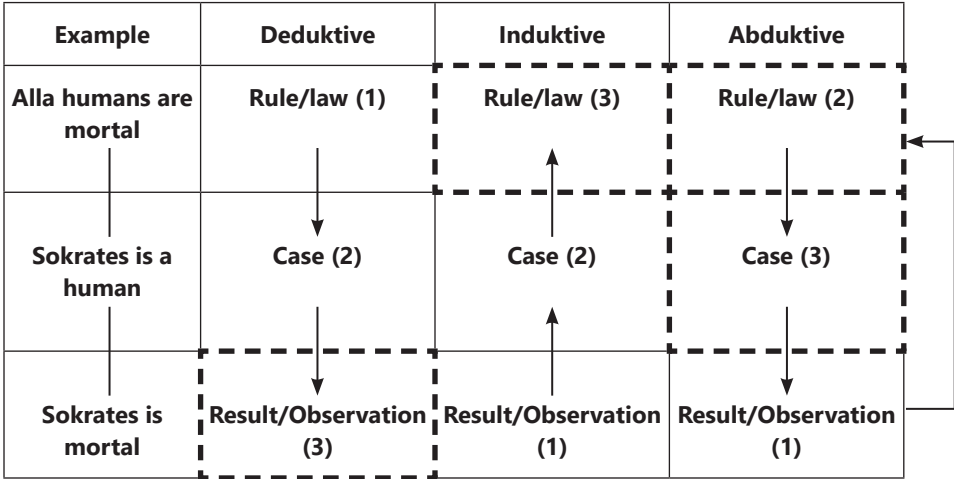 Example
Deduktive
Induktive
Abduktive
Alla humans are
mortal
Rule/law (1)
Rule/law (3)
Rule/law (2)
Sokrates is a
human
Case (2)
Case (2)
Case (3)
Sokrates is
mortal
Result/Observation
(3)
Result/Observation
(1)
Result/Observation
(1)